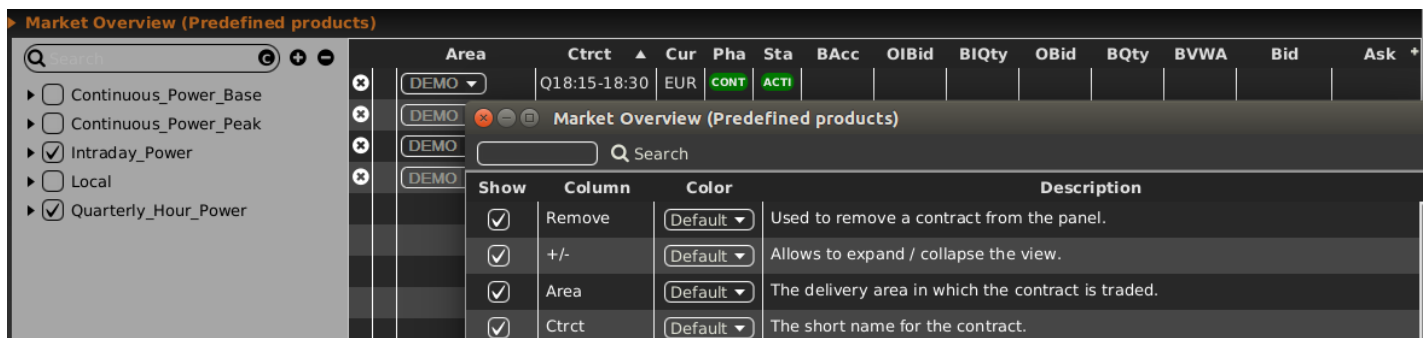 Market Overview (Predefined products)
Search
Continuous_Power_Base
Continuous_Power_Peak
Intraday_Power
Local
Quarterly_Hour_Power
Area Ctrct ▲ Cur Pha Sta BAcc OIBid BIQty OBid BQty BVWA Bid Ask +
DEMO Q18:15-18:30 EUR CONT ACTI
DEMO
DEMO
DEMO
Market Overview (Predefined products)
Search
Show Column Color Description
Remove Default Used to remove a contract from the panel.
+/- Default Allows to expand / collapse the view.
Area Default The delivery area in which the contract is traded.
Ctrct Default The short name for the contract.